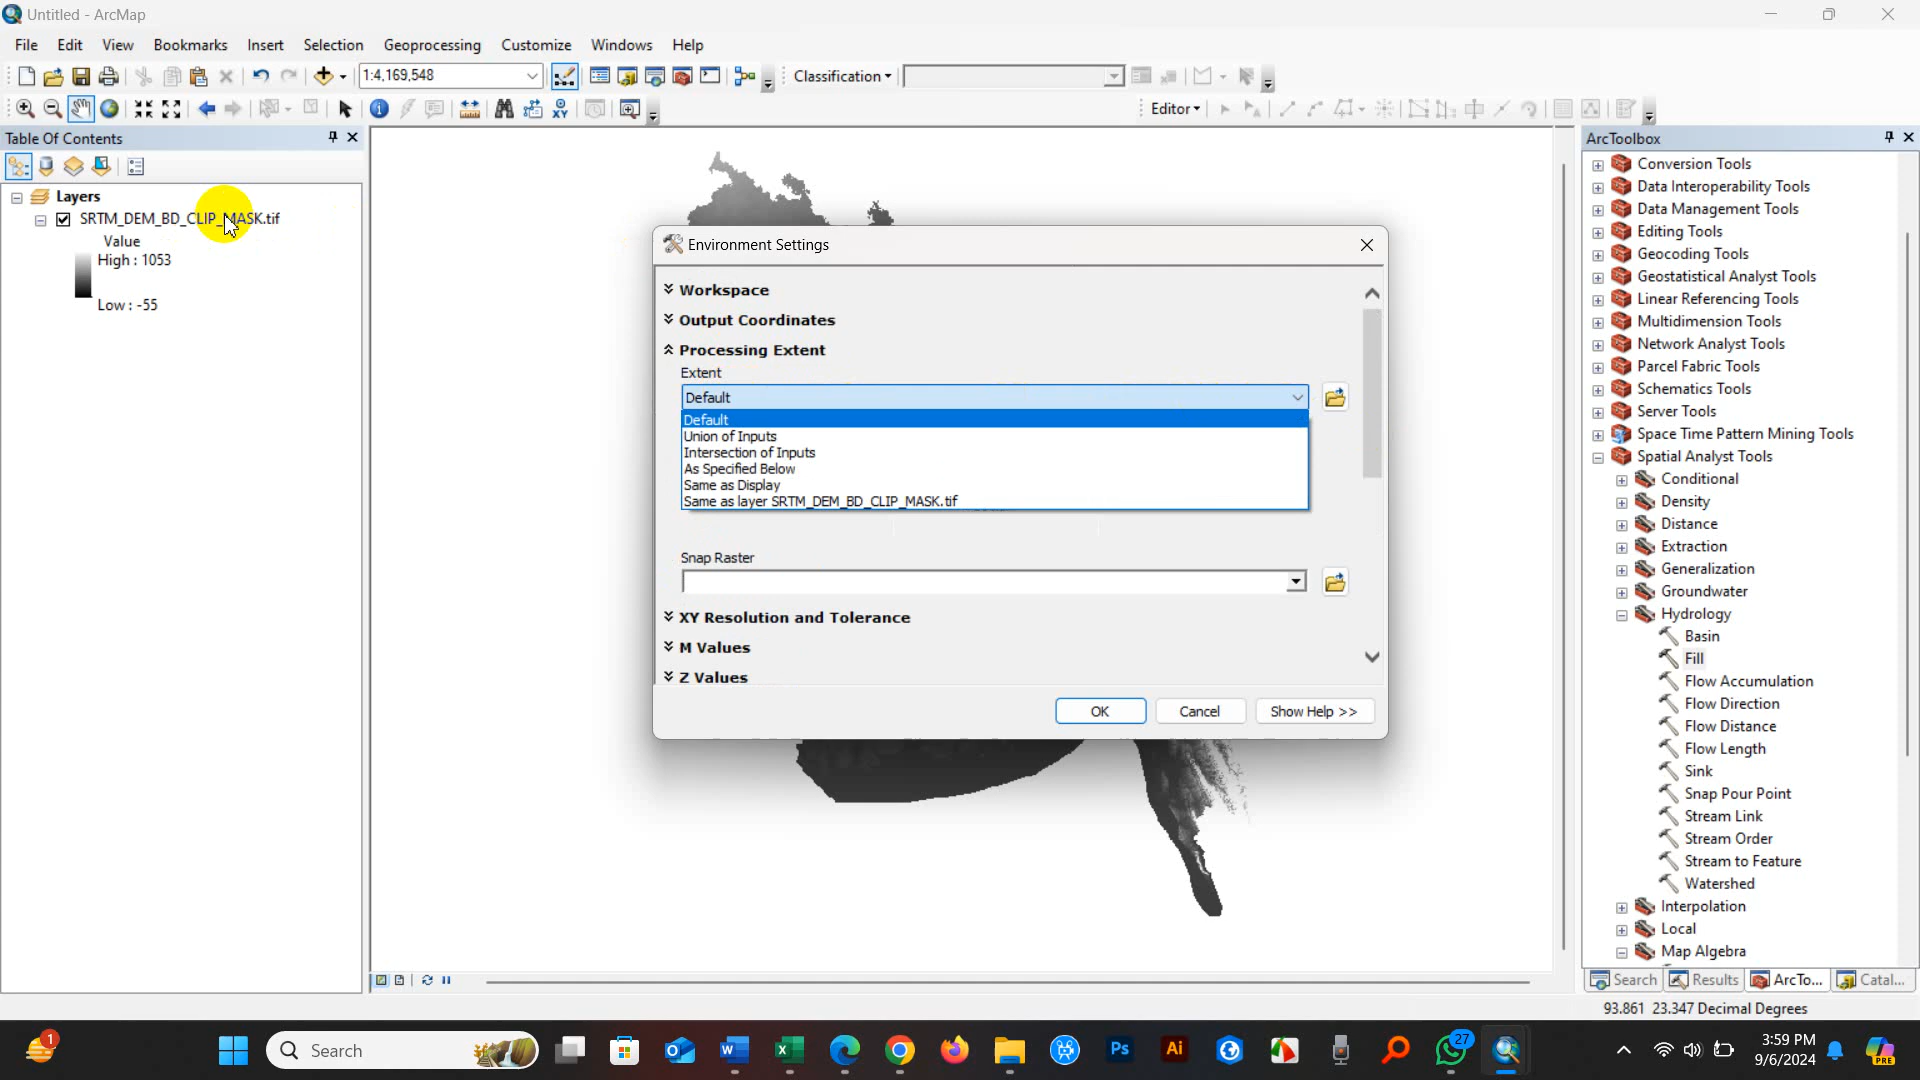 Untitled - ArcMap
File Edit View Bookmarks Insert Selection Geoprocessing Customize Windows Help
1:4,169,548 Classification
Editor
Table Of Contents
Layers
SRTM_DEM_BD_CLIP_MASK.tif
Value
High : 1053
Low : -55
Environment Settings
Workspace
Output Coordinates
Processing Extent
Extent
Default
Default
Union of Inputs
Intersection of Inputs
As Specified Below
Same as Display
Same as layer SRTM_DEM_BD_CLIP_MASK.tif
Snap Raster
XY Resolution and Tolerance
M Values
Z Values
OK Cancel Show Help >>
ArcToolbox
Conversion Tools
Data Interoperability Tools
Data Management Tools
Editing Tools
Geocoding Tools
Geostatistical Analyst Tools
Linear Referencing Tools
Multidimension Tools
Network Analyst Tools
Parcel Fabric Tools
Schematics Tools
Server Tools
Space Time Pattern Mining Tools
Spatial Analyst Tools
Conditional
Density
Distance
Extraction
Generalization
Groundwater
Hydrology
Basin
Fill
Flow Accumulation
Flow Direction
Flow Distance
Flow Length
Sink
Snap Pour Point
Stream Link
Stream Order
Stream to Feature
Watershed
Interpolation
Local
Map Algebra
Search Results ArcTo... Catal...
93.861 23.347 Decimal Degrees
1 Search Ps Ai 27 3:59 PM
9/6/2024
PRE